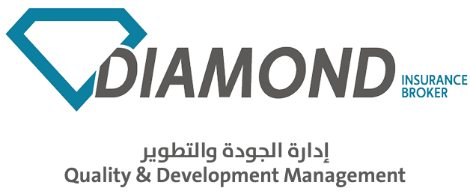 DIAMOND
INSURANCE
BROKER
إدارة الجودة والتطوير
Quality & Development Management